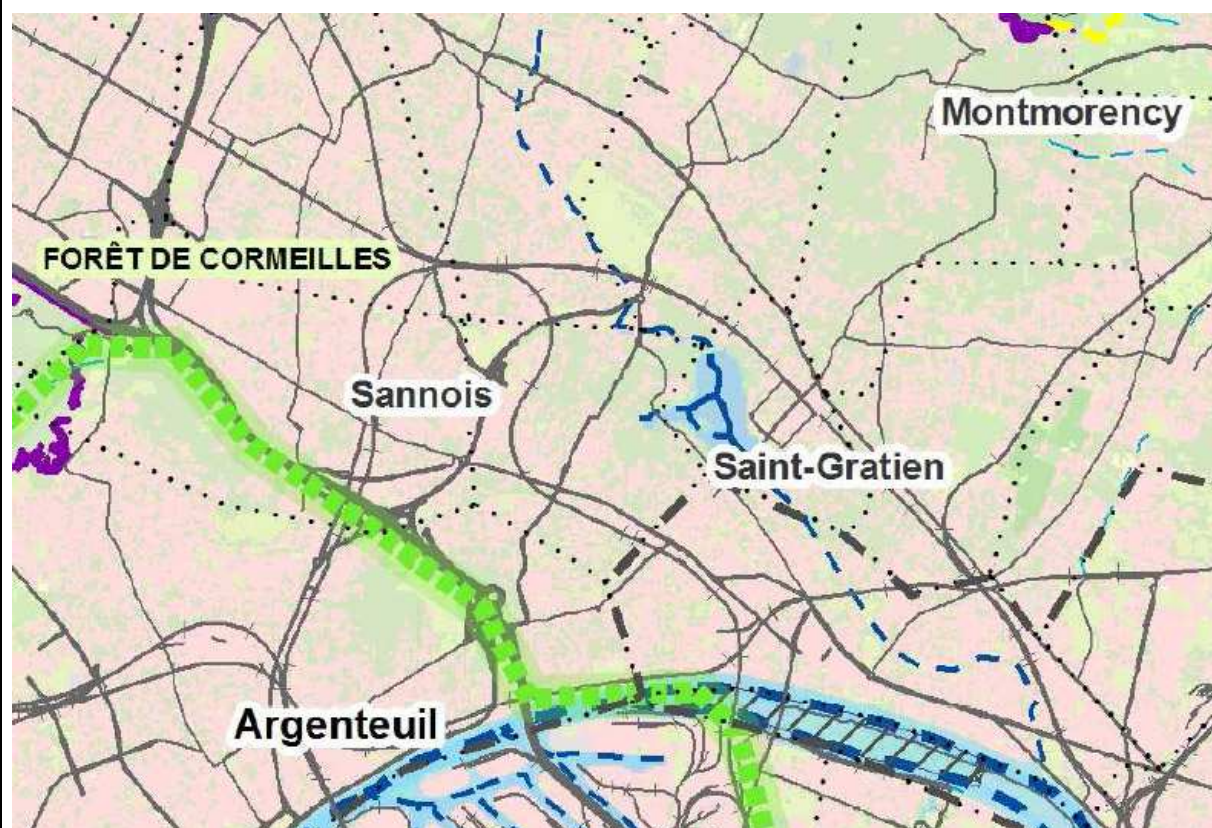 Montmorency
FORÊT DE CORMEILLES
Sannois
Saint-Gratien
Argenteuil